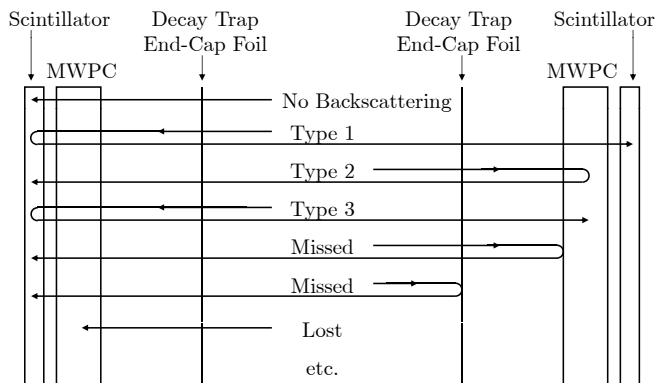 Scintillator
Decay Trap
End-Cap Foil
Decay Trap
End-Cap Foil
Scintillator
MWPC
MWPC
No Backscattering
Type 1
Type 2
Type 3
Missed
Missed
Lost
etc.